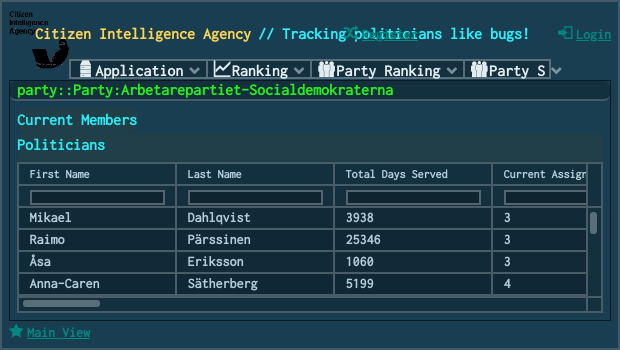 Citizen
Intelligence
Agency
Citizen Intelligence Agency // Tracking politicians like bugs!
Register
Login
Application Ranking Party Ranking Party S
party::Party:Arbetarepartiet-Socialdemokraterna
Current Members
Politicians
First Name Last Name Total Days Served Current Assign
Mikael Dahlqvist 3938 3
Raimo Pärssinen 25346 3
Åsa Eriksson 1060 3
Anna-Caren Sätherberg 5199 4
Main View